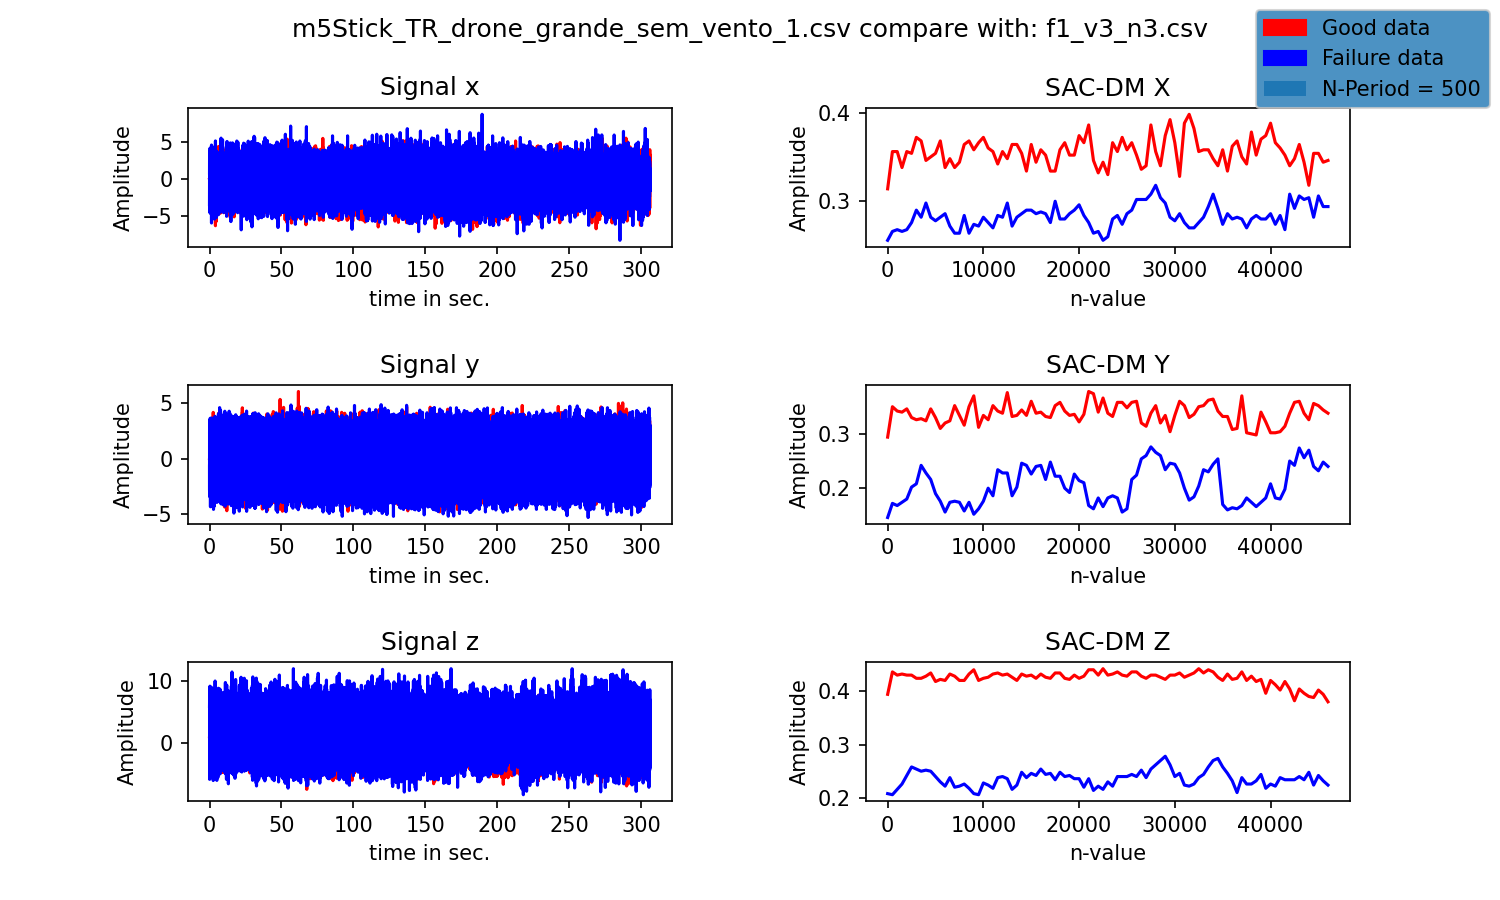 m5Stick_TR_drone_grande_sem_vento_1.csv compare with: f1_v3_n3.csv
Good data
Failure data
N-Period = 500
Signal x
Amplitude
5
0
−5
0 50 100 150 200 250 300
time in sec.
SAC-DM X
Amplitude
0.4
0.3
0 10000 20000 30000 40000
n-value
Signal y
Amplitude
5
0
−5
0 50 100 150 200 250 300
time in sec.
SAC-DM Y
Amplitude
0.3
0.2
0 10000 20000 30000 40000
n-value
Signal z
Amplitude
10
0
0 50 100 150 200 250 300
time in sec.
SAC-DM Z
Amplitude
0.4
0.3
0.2
0 10000 20000 30000 40000
n-value